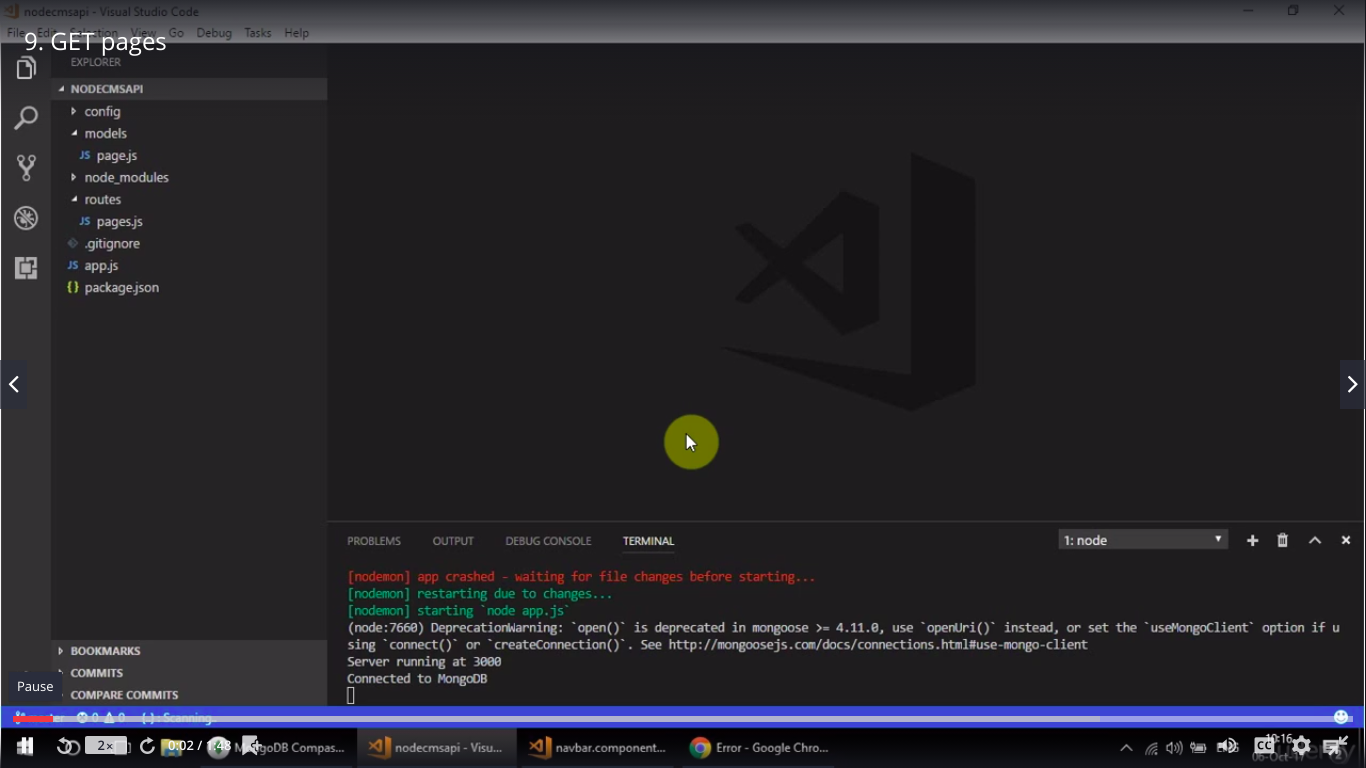 nodecmsapi - Visual Studio Code
File Edit Selection View Go Debug Tasks Help
9. GET pages
EXPLORER
NODECMSAPI
config
models
JS page.js
node_modules
routes
JS pages.js
.gitignore
JS app.js
{} package.json
PROBLEMS OUTPUT DEBUG CONSOLE TERMINAL 1: node
[nodemon] app crashed - waiting for file changes before starting...
[nodemon] restarting due to changes...
[nodemon] starting `node app.js`
(node:7660) DeprecationWarning: `open()` is deprecated in mongoose >= 4.11.0, use `openUri()` instead, or set the `useMongoClient` option if u
sing `connect()` or `createConnection()`. See http://mongoosejs.com/docs/connections.html#use-mongo-client
Server running at 3000
Connected to MongoDB
BOOKMARKS
COMMITS
COMPARE COMMITS
Pause
0 0 Scanning..
2x 0:02 / 1:48 MongoDB Compas... nodecmsapi - Visu... navbar.component... Error - Google Chro... CC 10:16